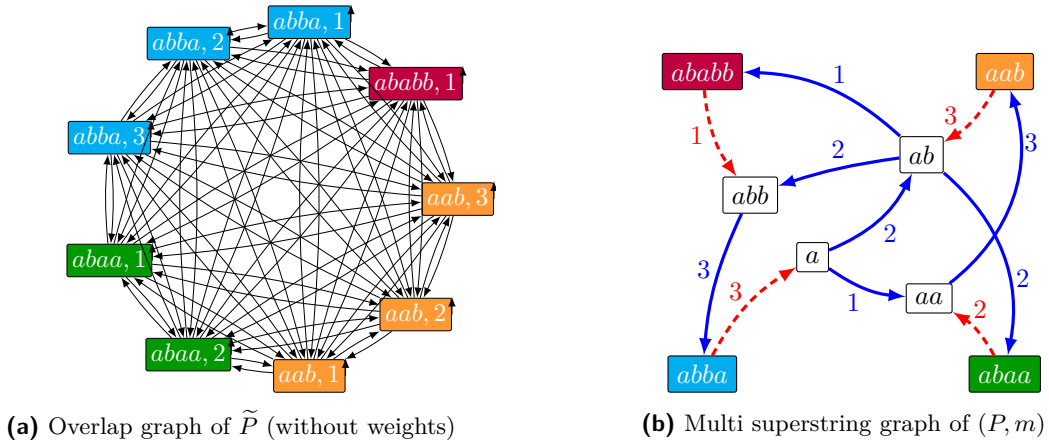 abba, 1
abba, 2
ababb, 1
abba, 3
aab, 3
abaa, 1
aab, 2
abaa, 2
aab, 1
(a) Overlap graph of P̃ (without weights)
ababb
aab
1
3
1
2
3
ab
abb
2
a
3
3
1
aa
2
2
abba
abaa
(b) Multi superstring graph of (P, m)